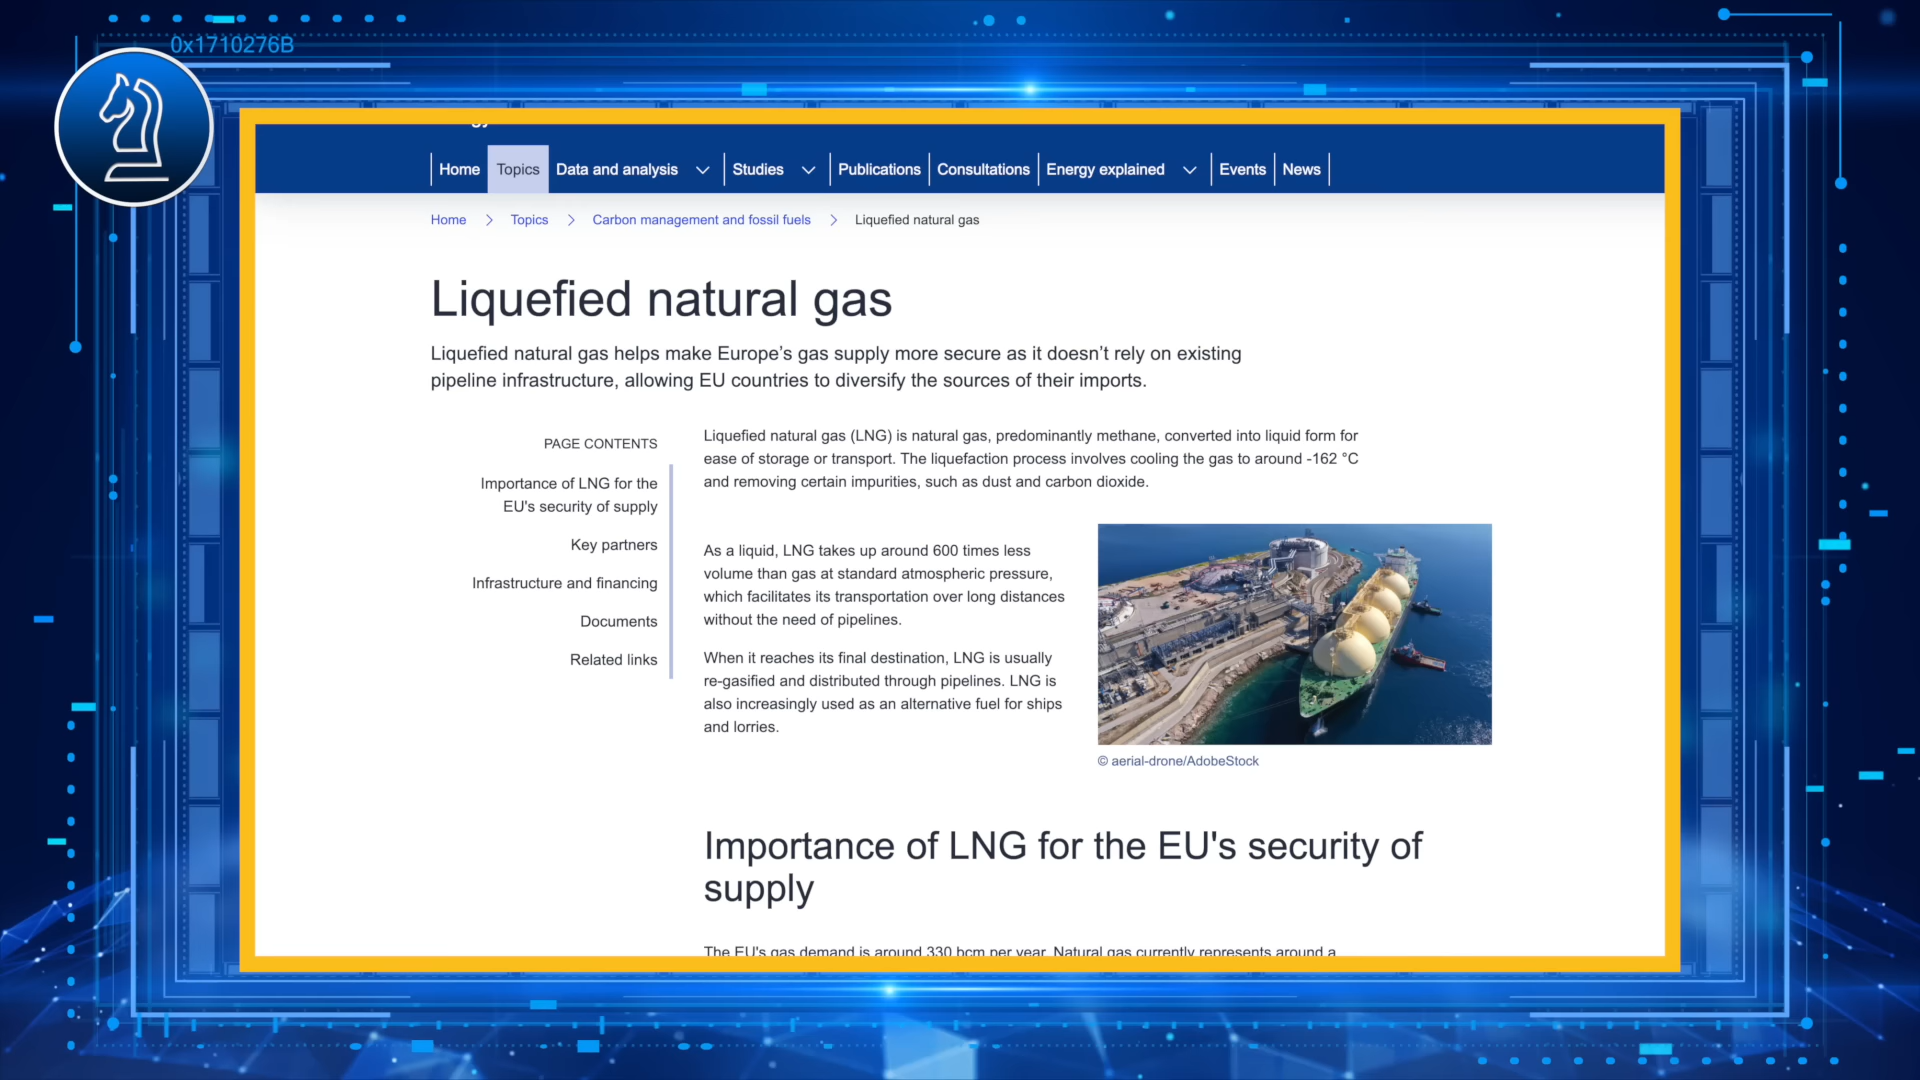 0x1710276B
Home
Topics
Data and analysis
Studies
Publications
Consultations
Energy explained
Events
News
Home
Topics
Carbon management and fossil fuels
Liquefied natural gas
Liquefied natural gas
Liquefied natural gas helps make Europe’s gas supply more secure as it doesn’t rely on existing
pipeline infrastructure, allowing EU countries to diversify the sources of their imports.
PAGE CONTENTS
Importance of LNG for the
EU's security of supply
Key partners
Infrastructure and financing
Documents
Related links
Liquefied natural gas (LNG) is natural gas, predominantly methane, converted into liquid form for
ease of storage or transport. The liquefaction process involves cooling the gas to around -162 °C
and removing certain impurities, such as dust and carbon dioxide.
As a liquid, LNG takes up around 600 times less
volume than gas at standard atmospheric pressure,
which facilitates its transportation over long distances
without the need of pipelines.
When it reaches its final destination, LNG is usually
re-gasified and distributed through pipelines. LNG is
also increasingly used as an alternative fuel for ships
and lorries.
© aerial-drone/AdobeStock
Importance of LNG for the EU's security of
supply
The EU's gas demand is around 330 bcm per year. Natural gas currently represents around a